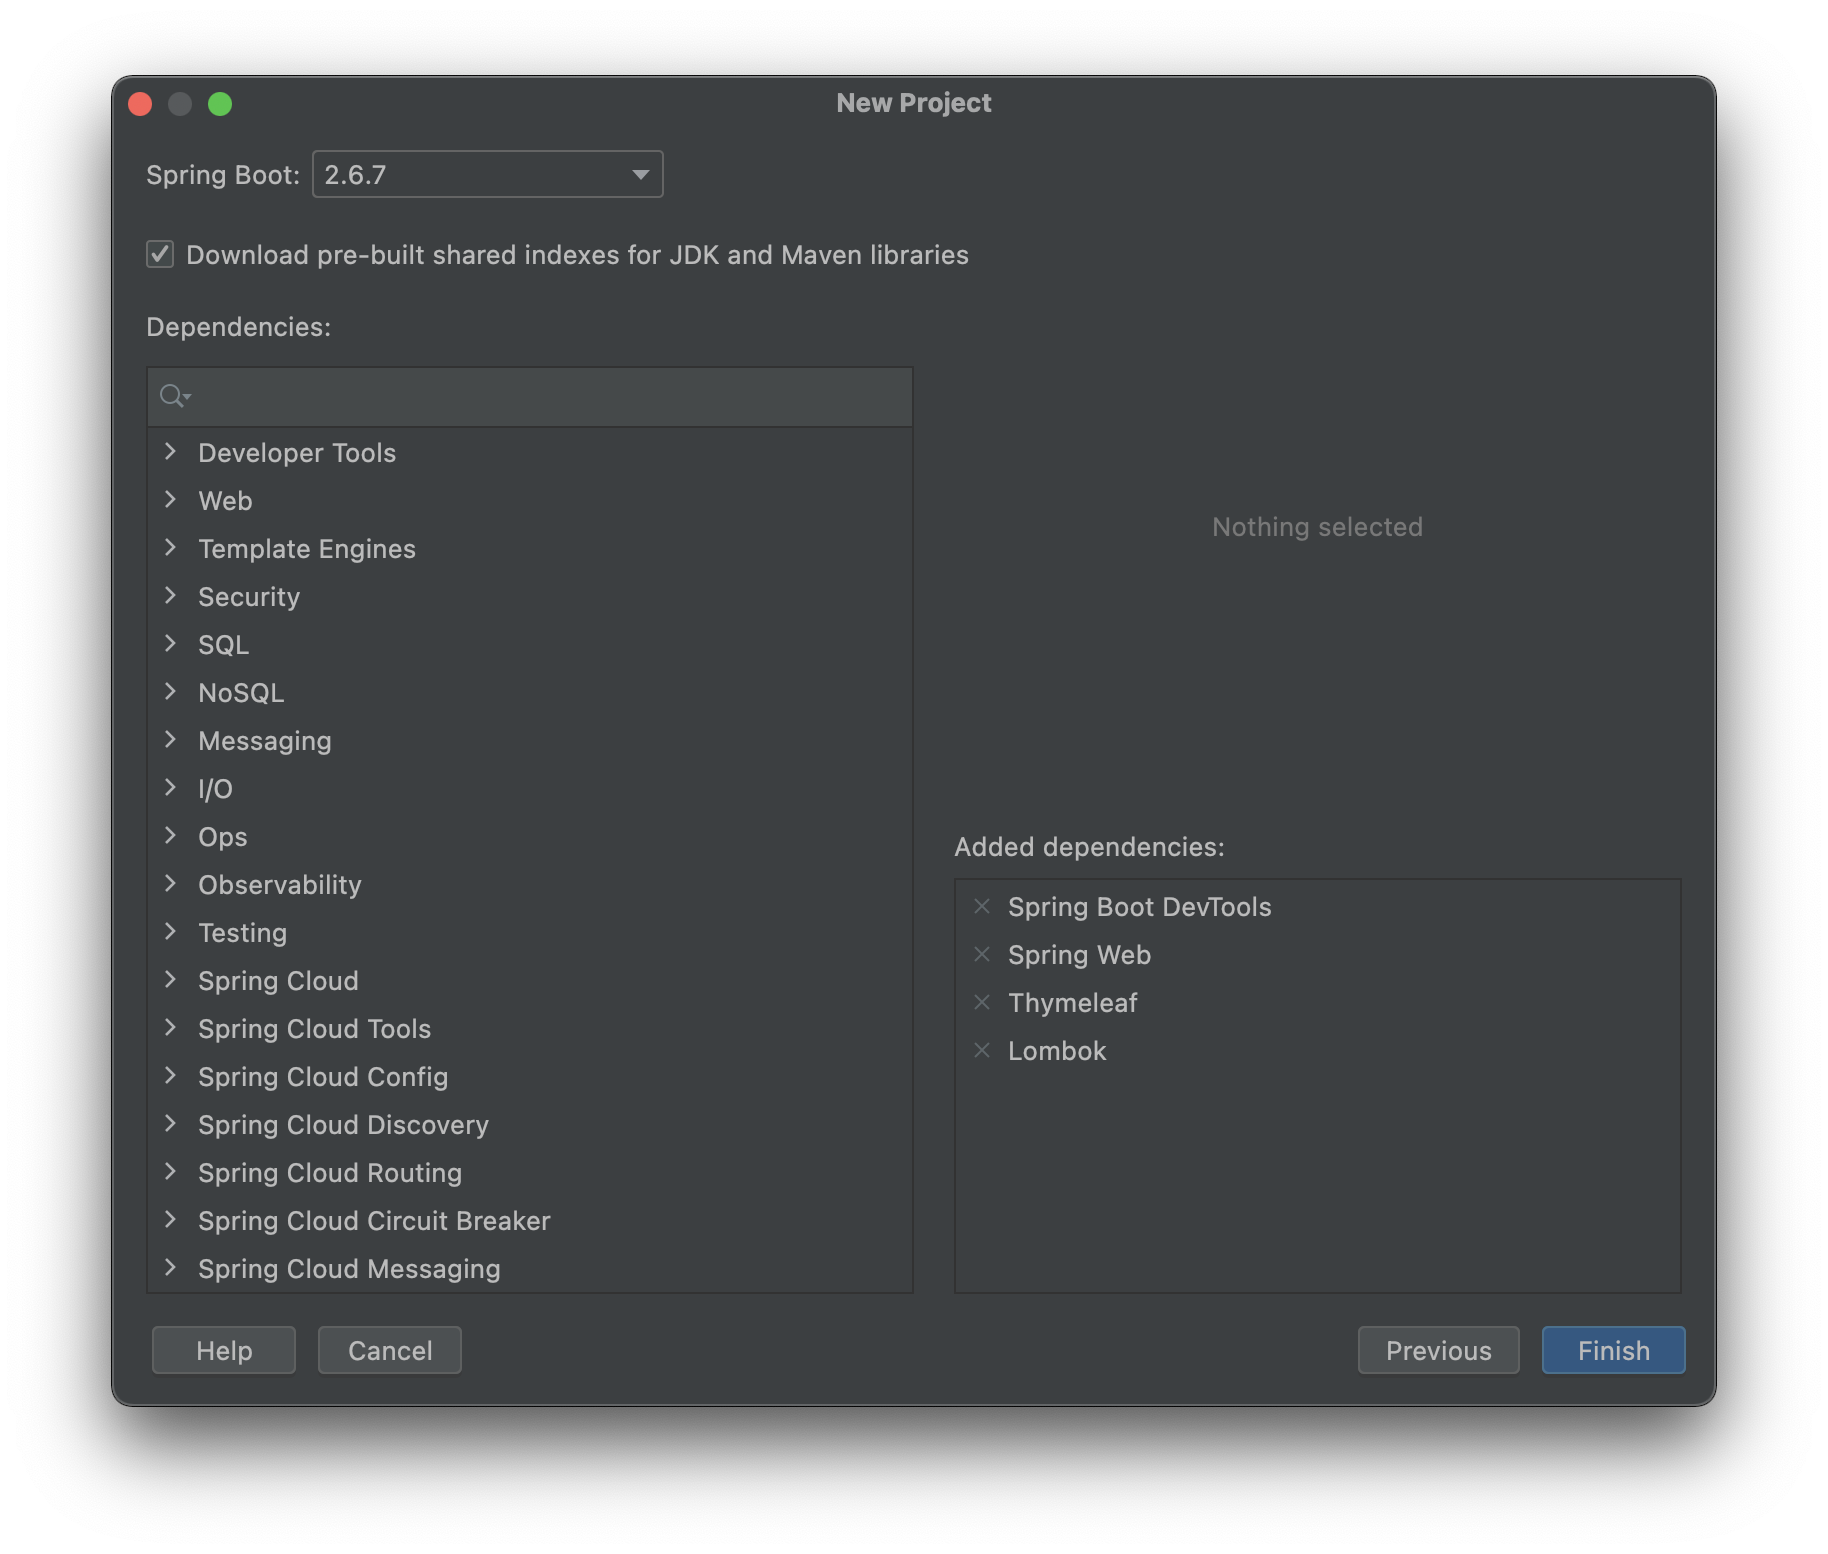 New Project
Spring Boot: 2.6.7
Download pre-built shared indexes for JDK and Maven libraries
Dependencies:
Developer Tools
Web
Template Engines
Security
SQL
NoSQL
Messaging
I/O
Ops
Observability
Testing
Spring Cloud
Spring Cloud Tools
Spring Cloud Config
Spring Cloud Discovery
Spring Cloud Routing
Spring Cloud Circuit Breaker
Spring Cloud Messaging
Nothing selected
Added dependencies:
Spring Boot DevTools
Spring Web
Thymeleaf
Lombok
Help Cancel Previous Finish